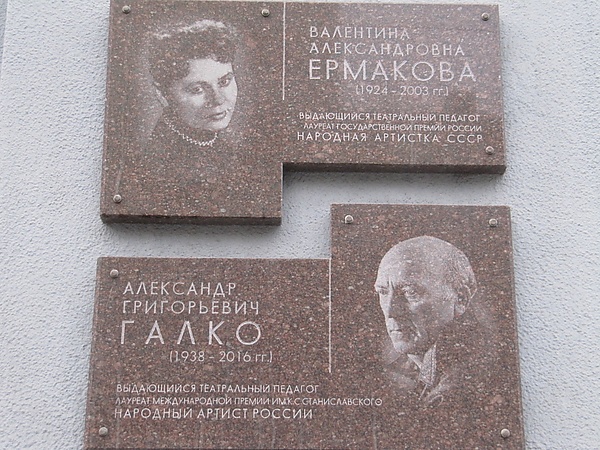 ВАЛЕНТИНА
АЛЕКСАНДРОВНА
ЕРМАКОВА
(1924 - 2003 гг.)
ВЫДАЮЩИЙСЯ ТЕАТРАЛЬНЫЙ ПЕДАГОГ
ЛАУРЕАТ ГОСУДАРСТВЕННОЙ ПРЕМИИ РОССИИ
НАРОДНАЯ АРТИСТКА СССР
АЛЕКСАНДР
ГРИГОРЬЕВИЧ
ГАЛКО
(1938 - 2016 гг.)
ВЫДАЮЩИЙСЯ ТЕАТРАЛЬНЫЙ ПЕДАГОГ
ЛАУРЕАТ МЕЖДУНАРОДНОЙ ПРЕМИИ ИМ.К.С.СТАНИСЛАВСКОГО
НАРОДНЫЙ АРТИСТ РОССИИ